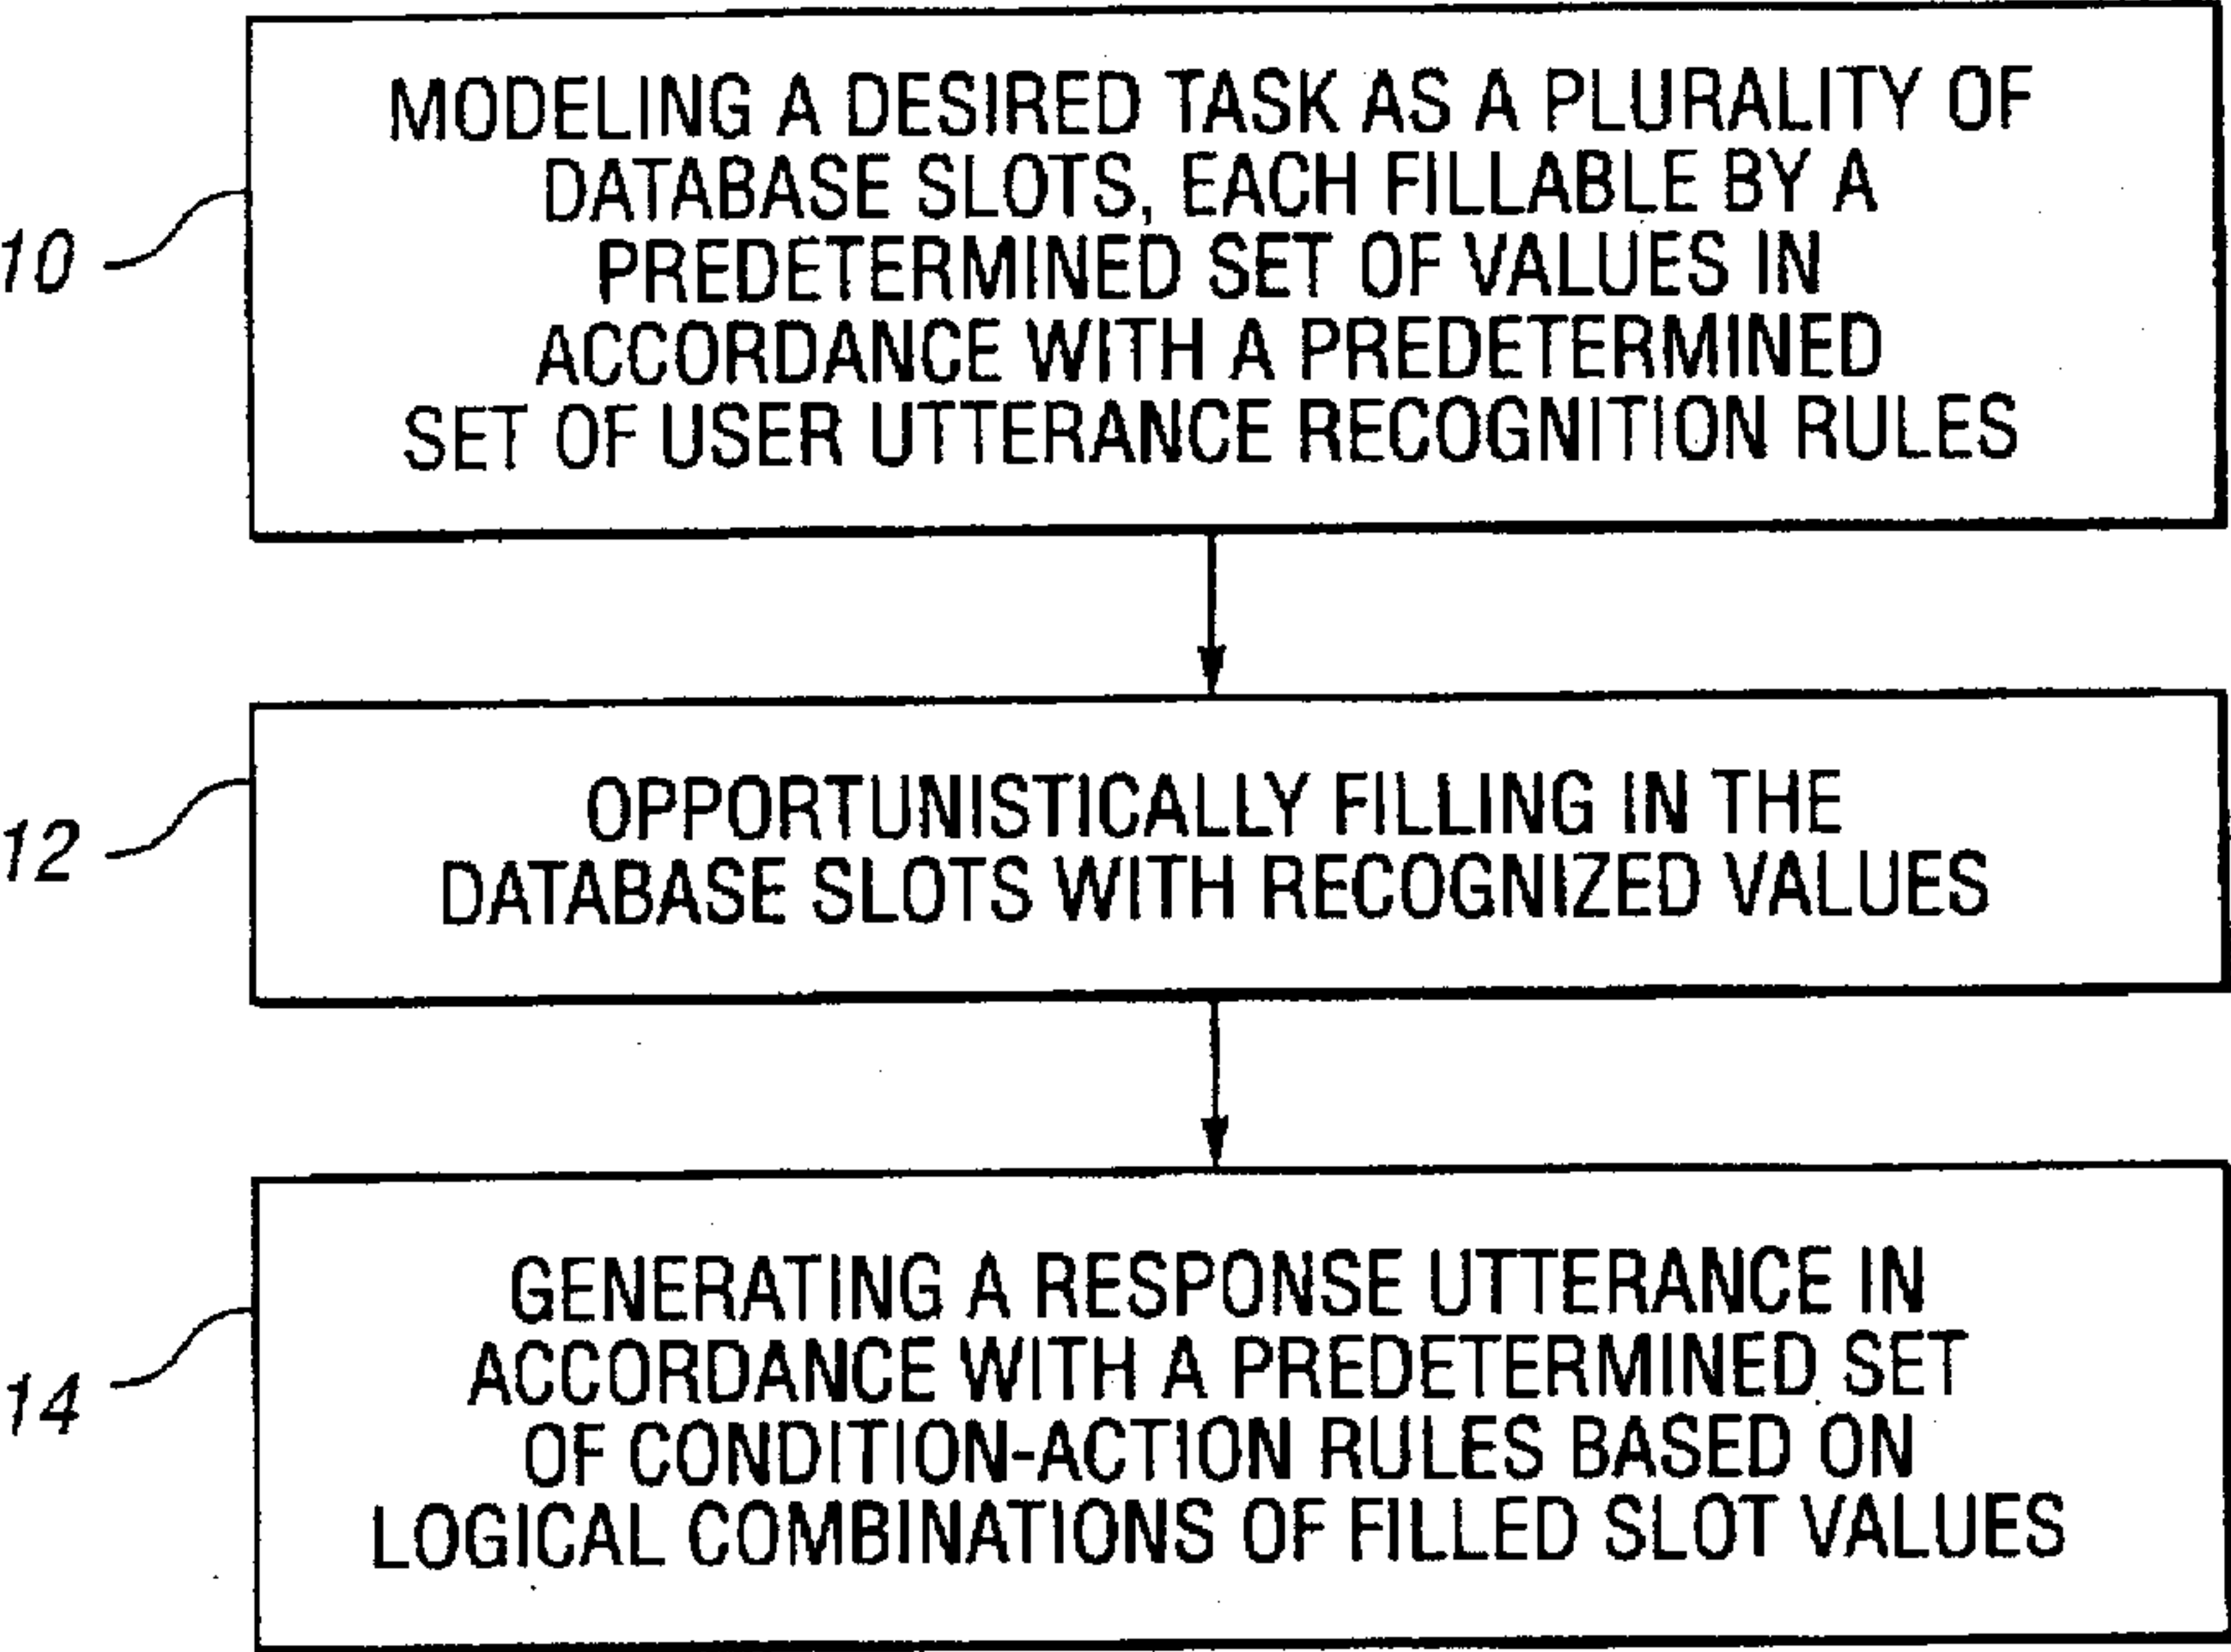 MODELING A DESIRED TASK AS A PLURALITY OF
DATABASE SLOTS, EACH FILLABLE BY A
PREDETERMINED SET OF VALUES IN
ACCORDANCE WITH A PREDETERMINED
SET OF USER UTTERANCE RECOGNITION RULES
10
OPPORTUNISTICALLY FILLING IN THE
DATABASE SLOTS WITH RECOGNIZED VALUES
12
GENERATING A RESPONSE UTTERANCE IN
ACCORDANCE WITH A PREDETERMINED SET
OF CONDITION-ACTION RULES BASED ON
LOGICAL COMBINATIONS OF FILLED SLOT VALUES
14